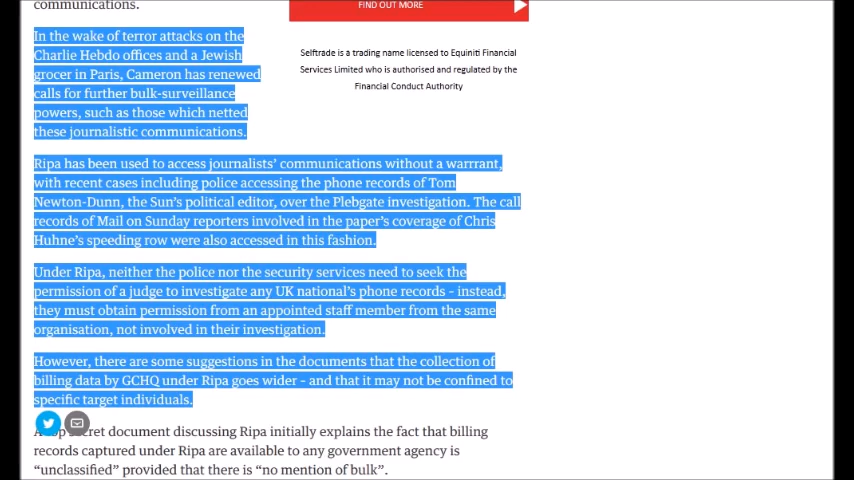 communications.
In the wake of terror attacks on the
Charlie Hebdo offices and a Jewish
grocer in Paris, Cameron has renewed
calls for further bulk-surveillance
powers, such as those which netted
these journalistic communications.
Ripa has been used to access journalists’ communications without a warrrant,
with recent cases including police accessing the phone records of Tom
Newton-Dunn, the Sun’s political editor, over the Plebgate investigation. The call
records of Mail on Sunday reporters involved in the paper’s coverage of Chris
Huhne’s speeding row were also accessed in this fashion.
Under Ripa, neither the police nor the security services need to seek the
permission of a judge to investigate any UK national’s phone records – instead,
they must obtain permission from an appointed staff member from the same
organisation, not involved in their investigation.
However, there are some suggestions in the documents that the collection of
billing data by GCHQ under Ripa goes wider – and that it may not be confined to
specific target individuals.
document discussing Ripa initially explains the fact that billing
records captured under Ripa are available to any government agency is
“unclassified” provided that there is “no mention of bulk”.
FIND OUT MORE
Selftrade is a trading name licensed to Equiniti Financial
Services Limited who is authorised and regulated by the
Financial Conduct Authority